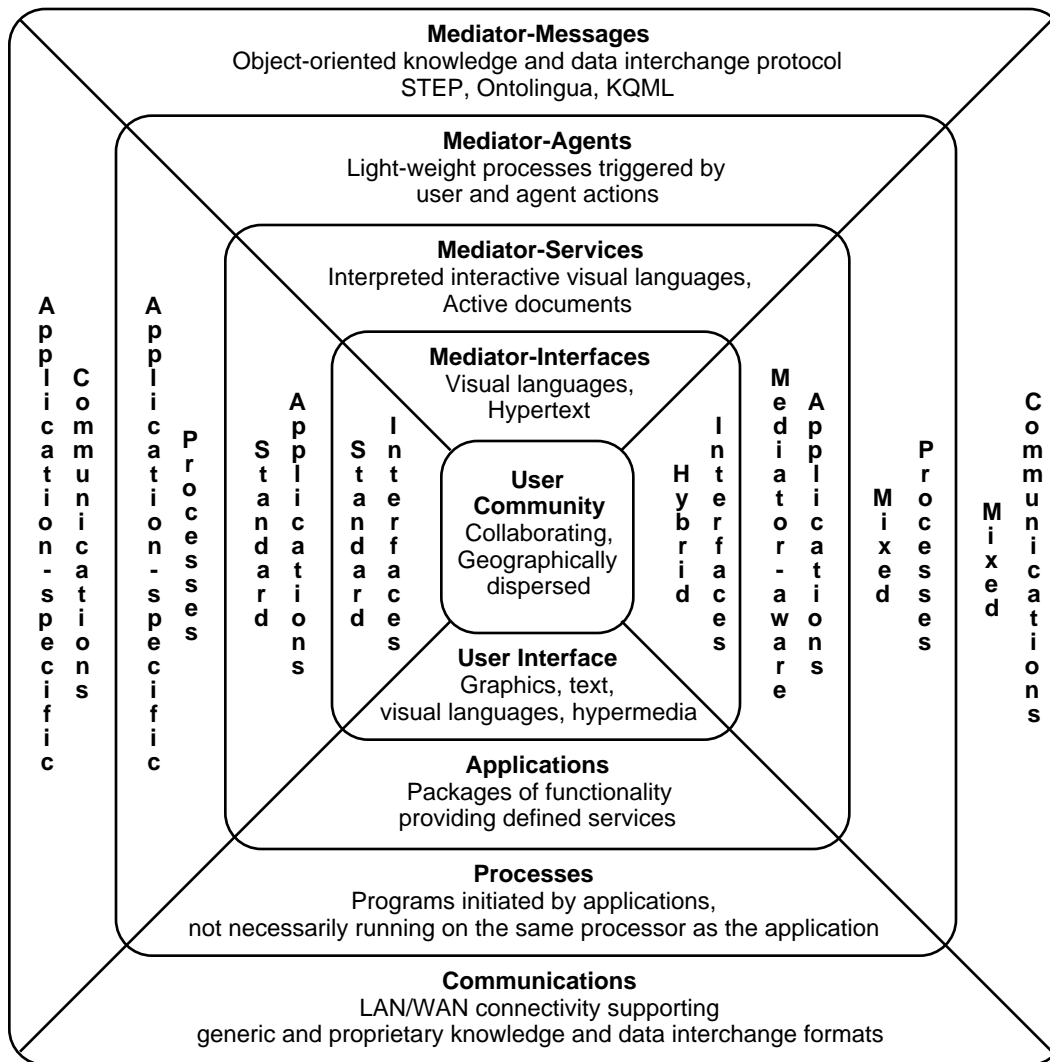 Mediator-Messages
Object-oriented knowledge and data interchange protocol
STEP, Ontolingua, KQML
Mediator-Agents
Light-weight processes triggered by
user and agent actions
Mediator-Services
Interpreted interactive visual languages,
Active documents
Mediator-Interfaces
Visual languages,
Hypertext
Application-specific
Communications
Application-specific
Processes
Standard
Applications
Standard
Interfaces
User
Community
Collaborating,
Geographically
dispersed
Hybrid
Interfaces
Mediator-aware
Applications
Mixed
Processes
Mixed
Communications
User Interface
Graphics, text,
visual languages, hypermedia
Applications
Packages of functionality
providing defined services
Processes
Programs initiated by applications,
not necessarily running on the same processor as the application
Communications
LAN/WAN connectivity supporting
generic and proprietary knowledge and data interchange formats